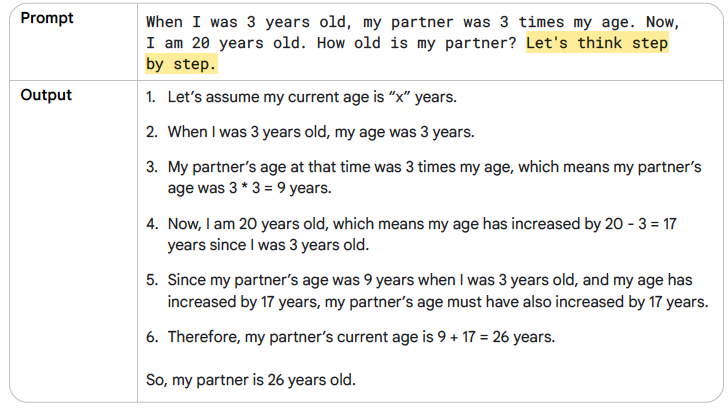 Prompt
When I was 3 years old, my partner was 3 times my age. Now,
I am 20 years old. How old is my partner? Let's think step
by step.
Output
1. Let’s assume my current age is “x” years.
2. When I was 3 years old, my age was 3 years.
3. My partner’s age at that time was 3 times my age, which means my partner’s
age was 3 * 3 = 9 years.
4. Now, I am 20 years old, which means my age has increased by 20 - 3 = 17
years since I was 3 years old.
5. Since my partner’s age was 9 years when I was 3 years old, and my age has
increased by 17 years, my partner’s age must have also increased by 17 years.
6. Therefore, my partner’s current age is 9 + 17 = 26 years.
So, my partner is 26 years old.